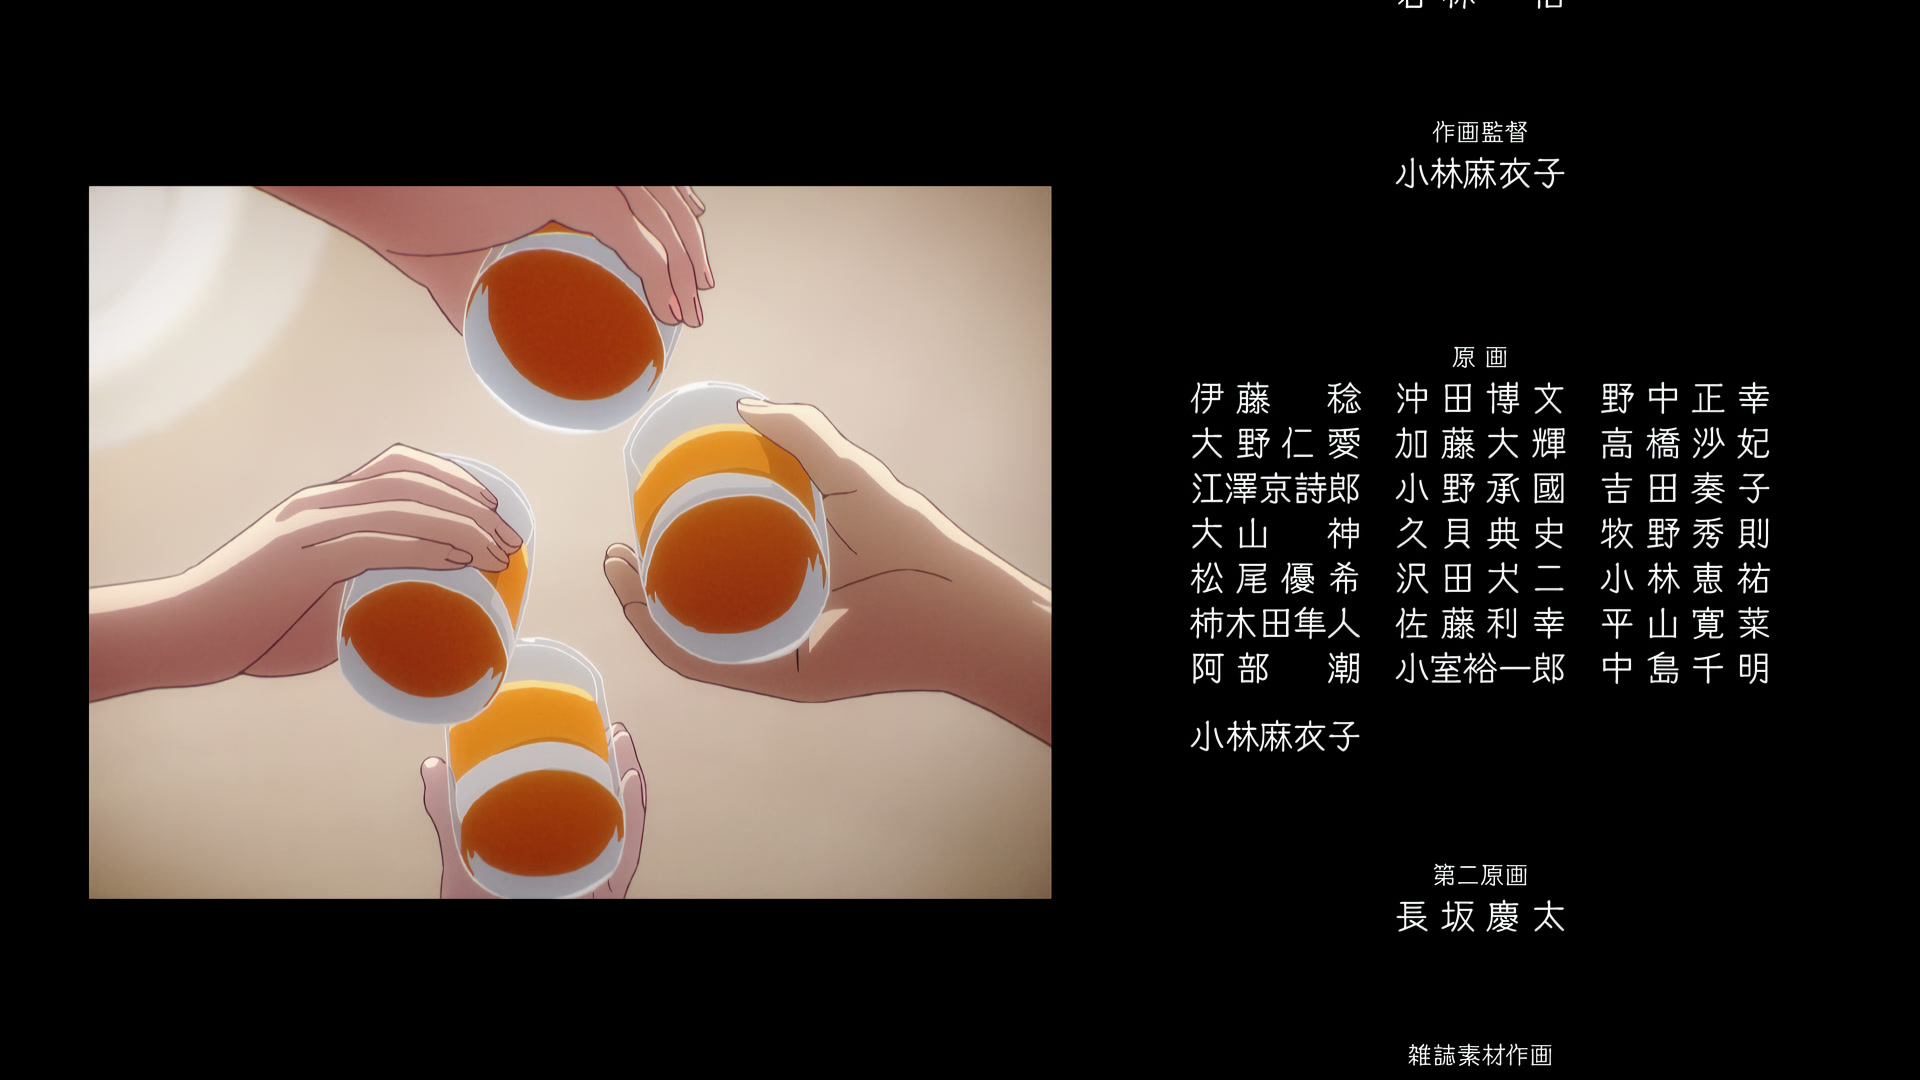 作画監督
小林麻衣子
原画
伊藤 稔 沖田博文 野中正幸
大野仁愛 加藤大輝 高橋沙妃
江澤京詩郎 小野承國 吉田奏子
大山 神 久貝典史 牧野秀則
松尾優希 沢田犬二 小林恵祐
柿木田隼人 佐藤利幸 平山寛菜
阿部 潮 小室裕一郎 中島千明
小林麻衣子
第二原画
長坂慶太
雑誌素材作画